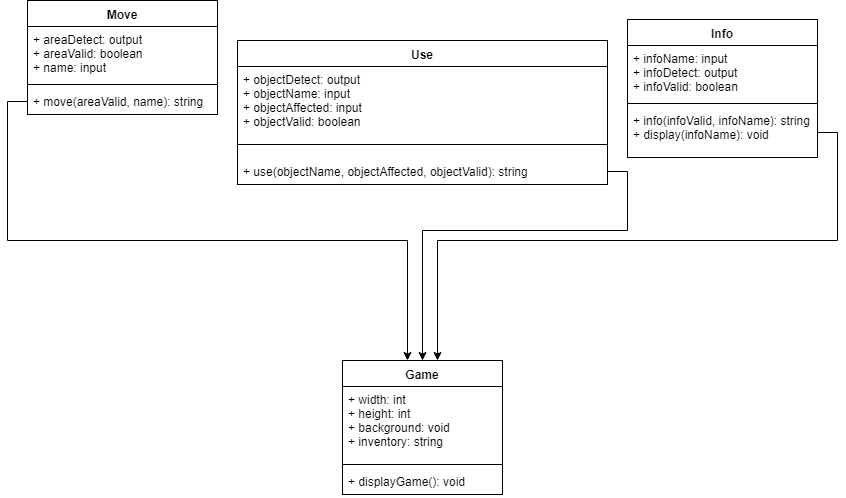 Move
+ areaDetect: output
+ areaValid: boolean
+ name: input
+ move(areaValid, name): string
Use
+ objectDetect: output
+ objectName: input
+ objectAffected: input
+ objectValid: boolean
+ use(objectName, objectAffected, objectValid): string
Info
+ infoName: input
+ infoDetect: output
+ infoValid: boolean
+ info(infoValid, infoName): string
+ display(infoName): void
Game
+ width: int
+ height: int
+ background: void
+ inventory: string
+ displayGame(): void